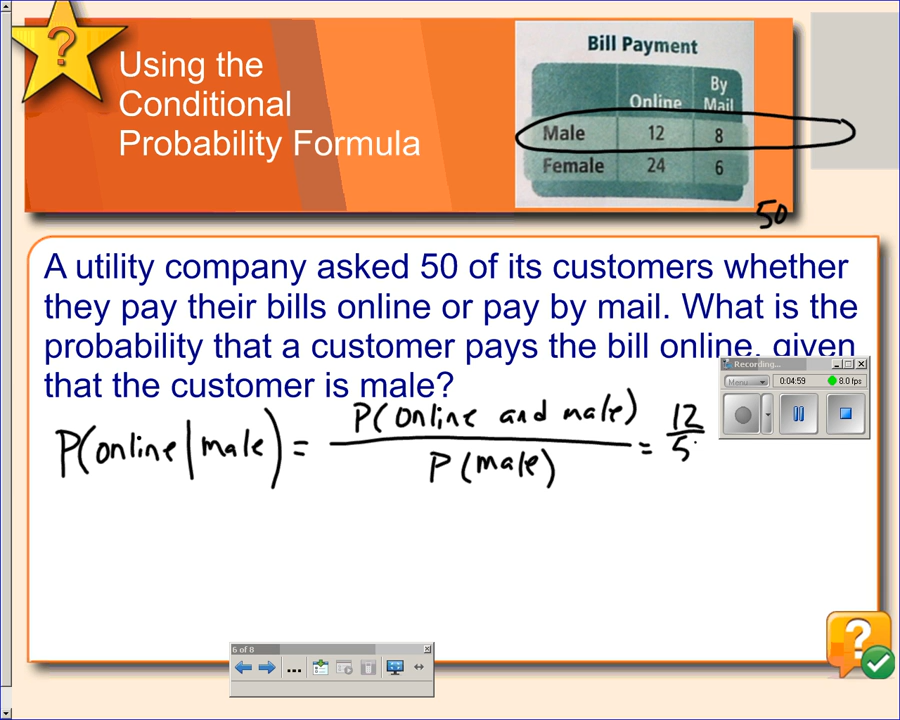 Using the
Conditional
Probability Formula
Bill Payment
Online By Mail
Male 12 8
Female 24 6
50
A utility company asked 50 of its customers whether
they pay their bills online or pay by mail. What is the
probability that a customer pays the bill online, given
that the customer is male?
Recording...
Menu 0:04:59 8.0 fps
P(online | male) = P(online and male) / P(male) = 12 / 5
6 of 8